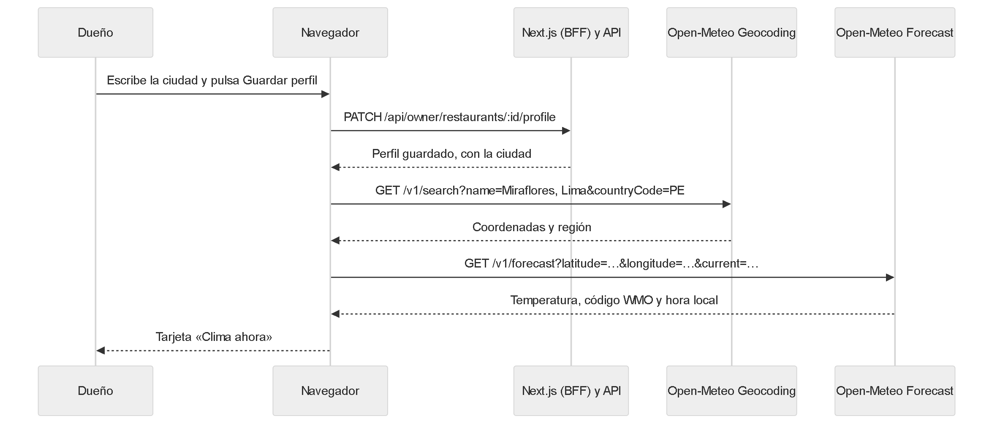 Dueño
Navegador
Next.js (BFF) y API
Open-Meteo Geocoding
Open-Meteo Forecast
Escribe la ciudad y pulsa Guardar perfil
PATCH /api/owner/restaurants/:id/profile
Perfil guardado, con la ciudad
GET /v1/search?name=Miraflores, Lima&countryCode=PE
Coordenadas y región
GET /v1/forecast?latitude=…&longitude=…&current=…
Temperatura, código WMO y hora local
Tarjeta «Clima ahora»
Dueño
Navegador
Next.js (BFF) y API
Open-Meteo Geocoding
Open-Meteo Forecast